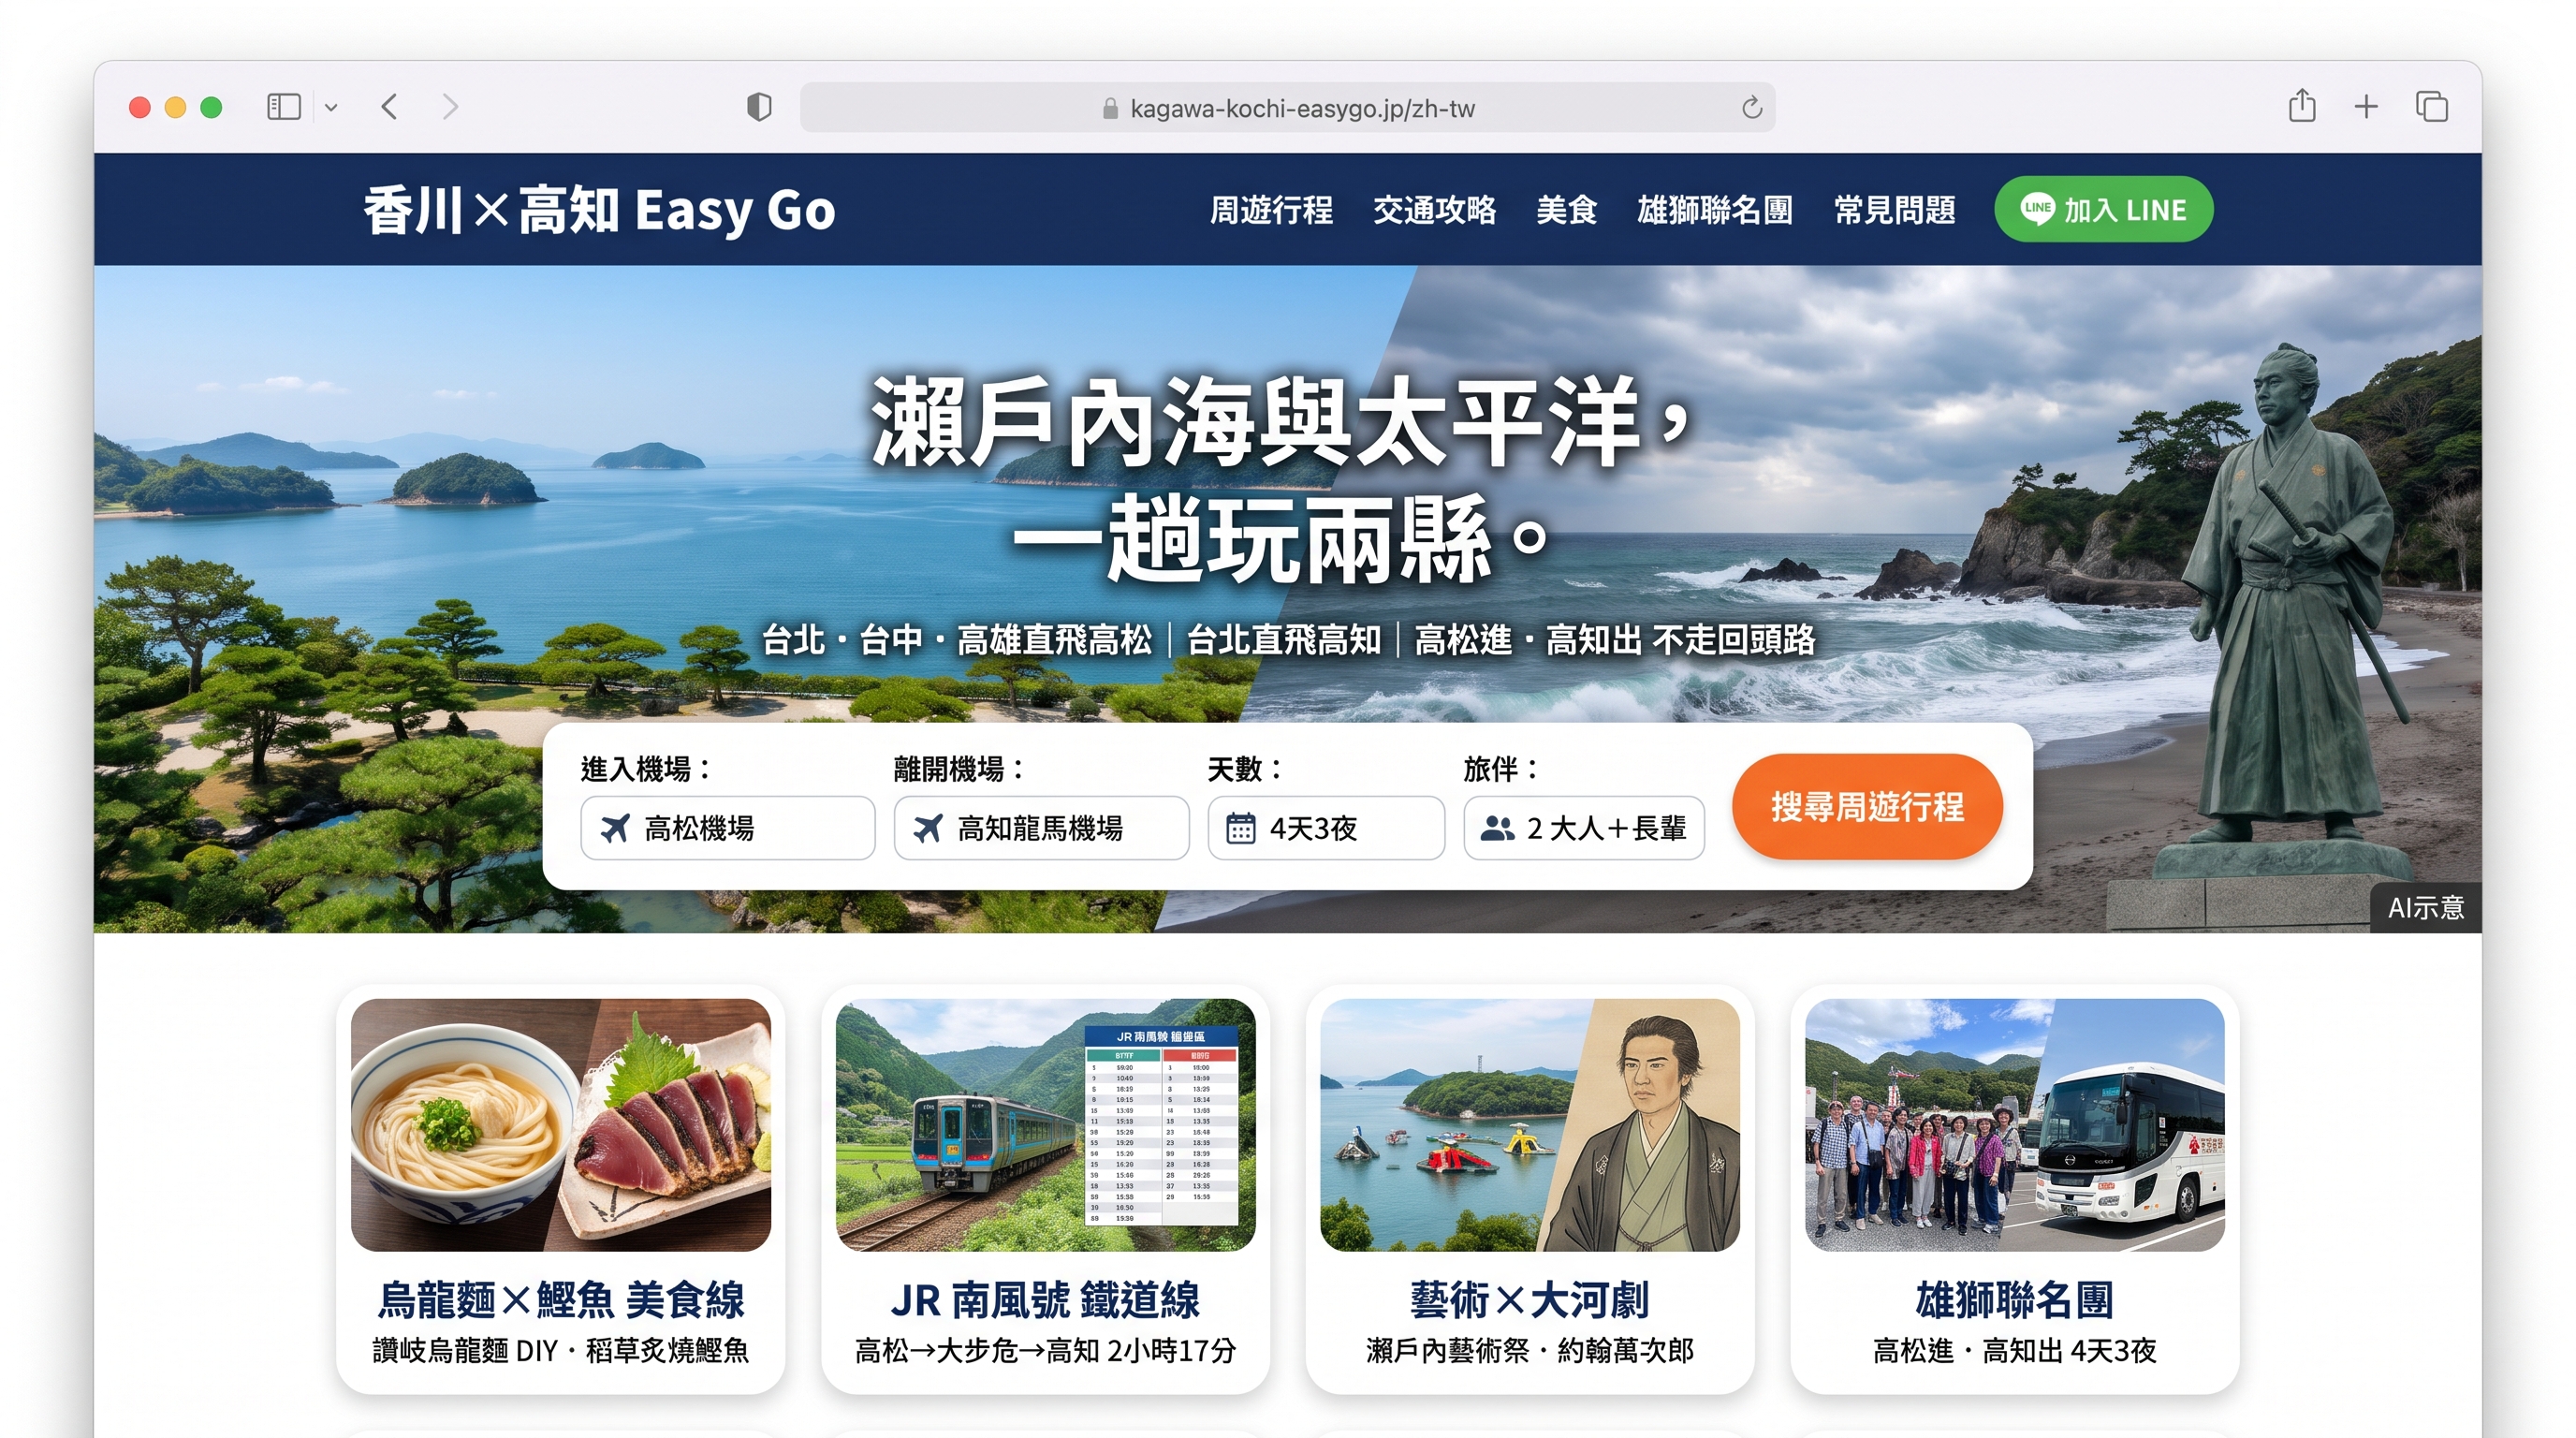 kagawa-kochi-easygo.jp/zh-tw
香川×高知 Easy Go
周遊行程
交通攻略
美食
雄獅聯名團
常見問題
LINE 加入 LINE
瀨戶內海與太平洋，
一趟玩兩縣。
台北・台中・高雄直飛高松｜台北直飛高知｜高松進・高知出 不走回頭路
進入機場：
高松機場
離開機場：
高知龍馬機場
天數：
4天3夜
旅伴：
2 大人＋長輩
搜尋周遊行程
AI示意
JR 南風號
烏龍麵×鰹魚 美食線
讚岐烏龍麵 DIY・稻草炙燒鰹魚
JR 南風號 鐵道線
高松→大步危→高知 2小時17分
藝術×大河劇
瀨戶內藝術祭・約翰萬次郎
雄獅聯名團
高松進・高知出 4天3夜